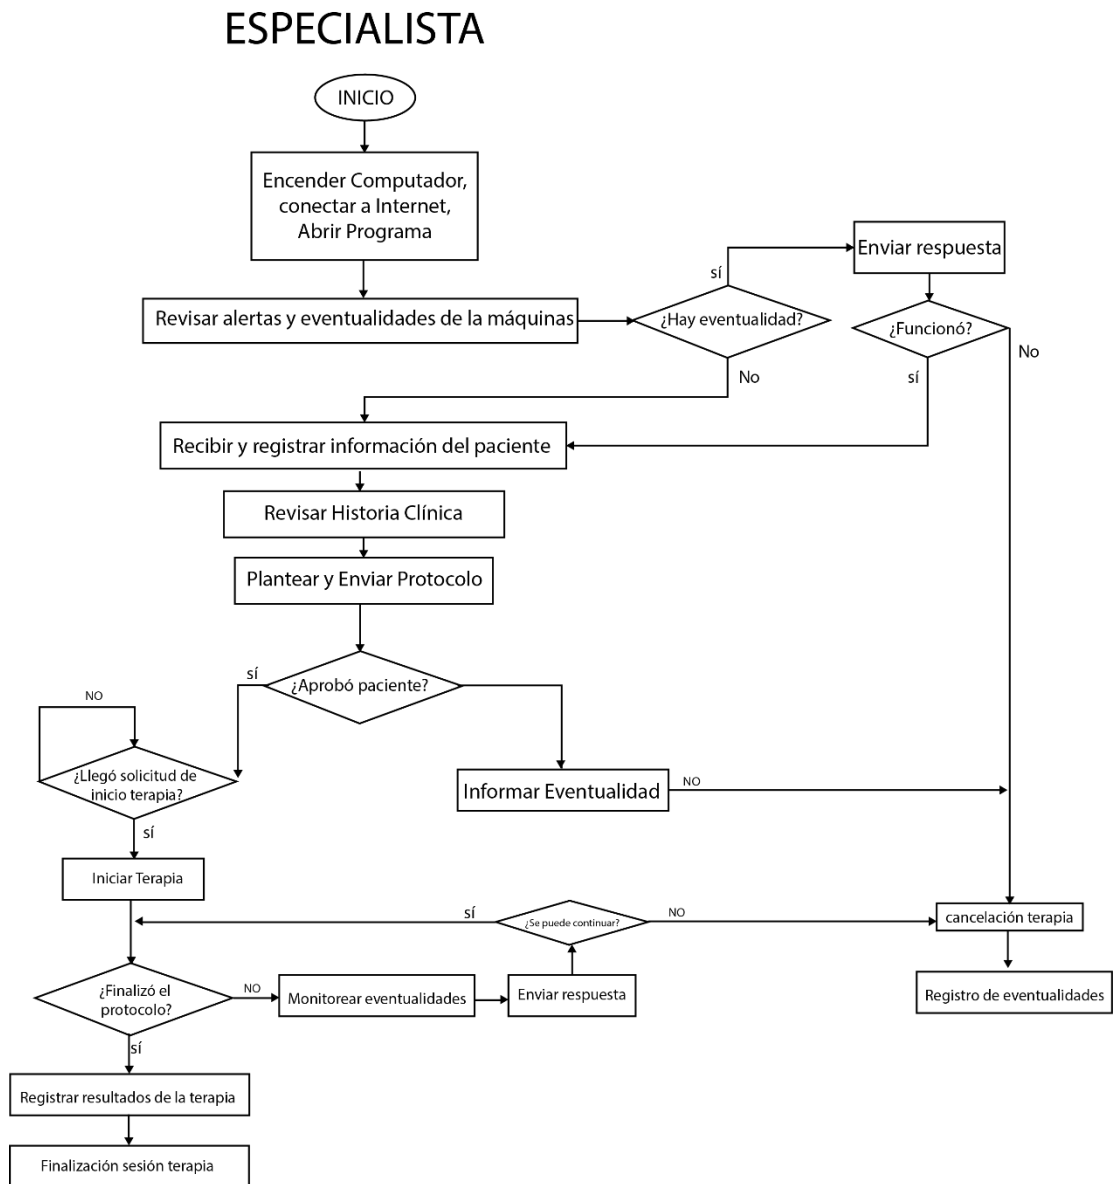 ESPECIALISTA
INICIO
Encender Computador,
conectar a Internet,
Abrir Programa
Enviar respuesta
sí
Revisar alertas y eventualidades de la máquinas
¿Hay eventualidad?
¿Funcionó?
No
No
sí
Recibir y registrar información del paciente
Revisar Historia Clínica
Plantear y Enviar Protocolo
sí
¿Aprobó paciente?
NO
¿Llegó solicitud de
inicio terapia?
Informar Eventualidad
NO
sí
Iniciar Terapia
sí
¿Se puede continuar?
NO
cancelación terapia
¿Finalizó el
protocolo?
NO
Monitorear eventualidades
Enviar respuesta
Registro de eventualidades
sí
Registrar resultados de la terapia
Finalización sesión terapia